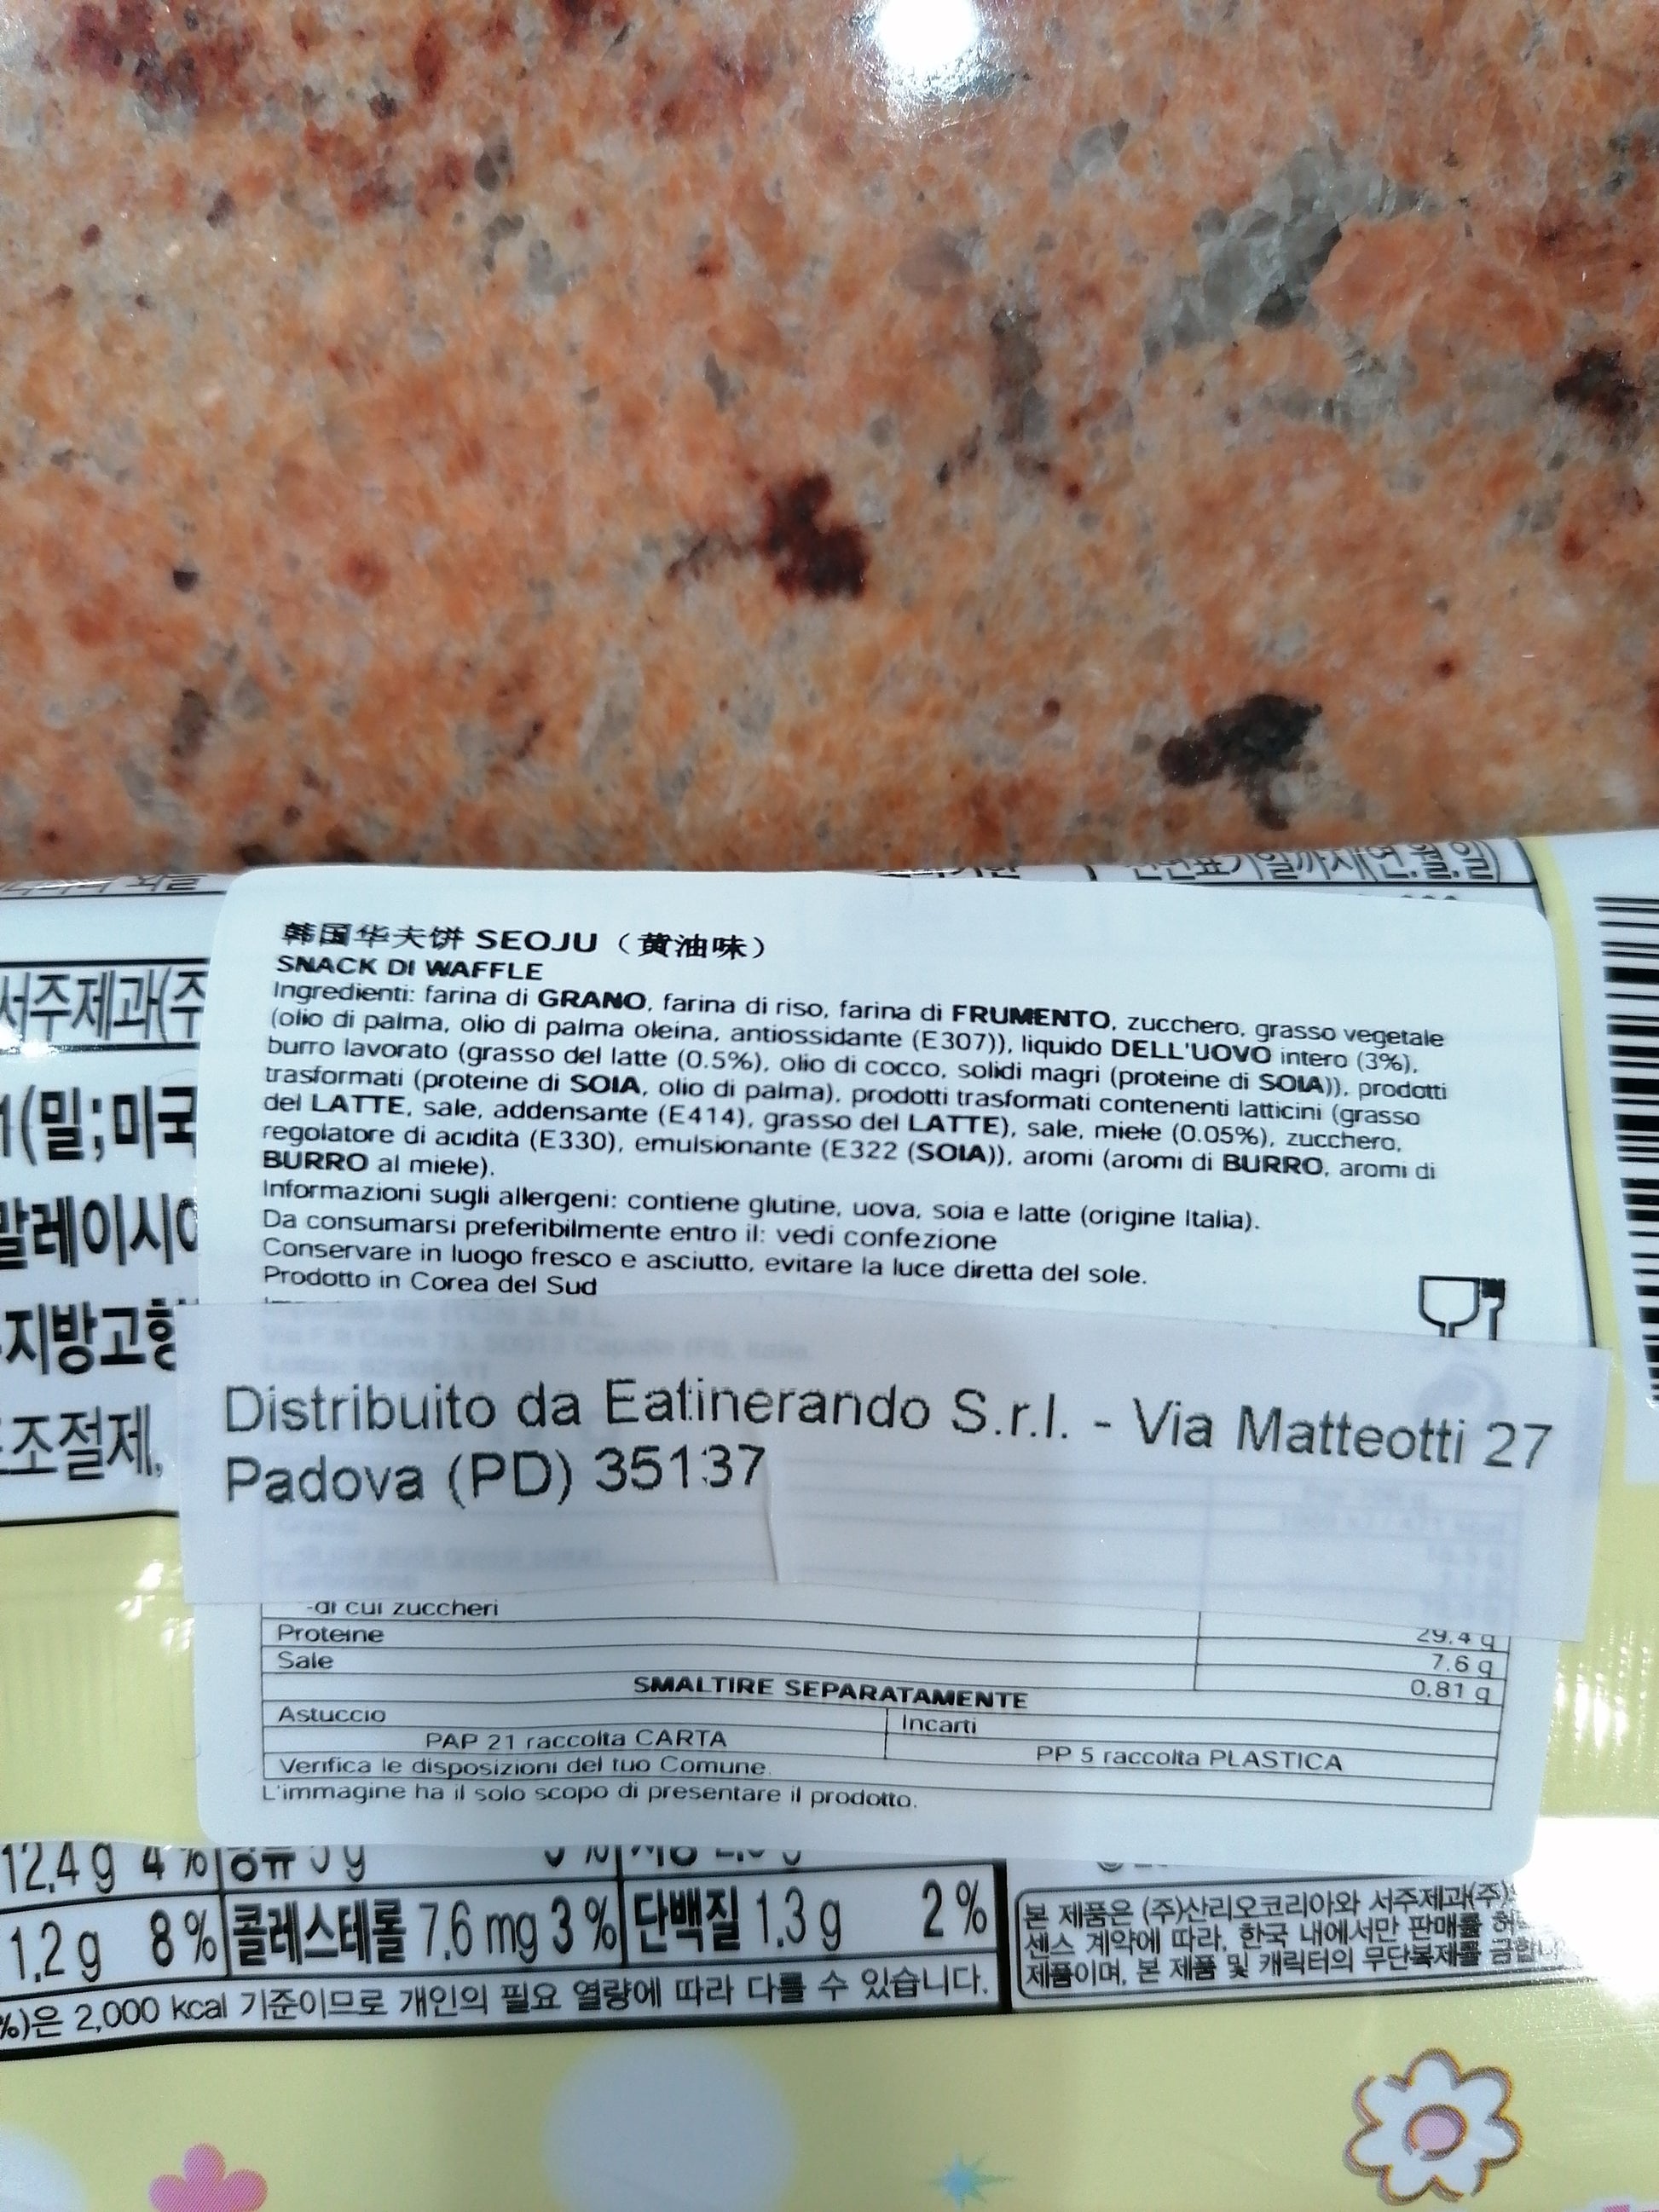 서주제과(주
1(밀;미국
말레이시아
지방고형
조절제,
韩国华夫饼 SEOJU（黄油味）
SNACK DI WAFFLE
Ingredienti: farina di GRANO, farina di riso, farina di FRUMENTO, zucchero, grasso vegetale
(olio di palma, olio di palma oleina, antiossidante (E307)), liquido DELL'UOVO intero (3%),
burro lavorato (grasso del latte (0.5%), olio di cocco, solidi magri (proteine di SOIA)), prodotti
trasformati (proteine di SOIA, olio di palma), prodotti trasformati contenenti latticini (grasso
del LATTE, sale, addensante (E414), grasso del LATTE), sale, miele (0.05%), zucchero,
regolatore di acidità (E330), emulsionante (E322 (SOIA)), aromi (aromi di BURRO, aromi di
BURRO al miele).
Informazioni sugli allergeni: contiene glutine, uova, soia e latte (origine Italia).
Da consumarsi preferibilmente entro il: vedi confezione
Conservare in luogo fresco e asciutto, evitare la luce diretta del sole.
Prodotto in Corea del Sud
Distribuito da Eatinerando S.r.l. - Via Matteotti 27
Padova (PD) 35137
-di cui zuccheri 29.4 g
Proteine 7.6 g
Sale 0.81 g
SMALTIRE SEPARATAMENTE
Astuccio Incarti
PAP 21 raccolta CARTA PP 5 raccolta PLASTICA
Verifica le disposizioni del tuo Comune.
L'immagine ha il solo scopo di presentare il prodotto.
12.4 g 4 %
1.2 g 8 % 콜레스테롤 7.6 mg 3 % 단백질 1.3 g 2 %
%)은 2,000 kcal 기준이므로 개인의 필요 열량에 따라 다를 수 있습니다.
본 제품은 (주)산리오코리아와 서주제과(주)
센스 계약에 따라, 한국 내에서만 판매를 허
제품이며, 본 제품 및 캐릭터의 무단복제를 금합니